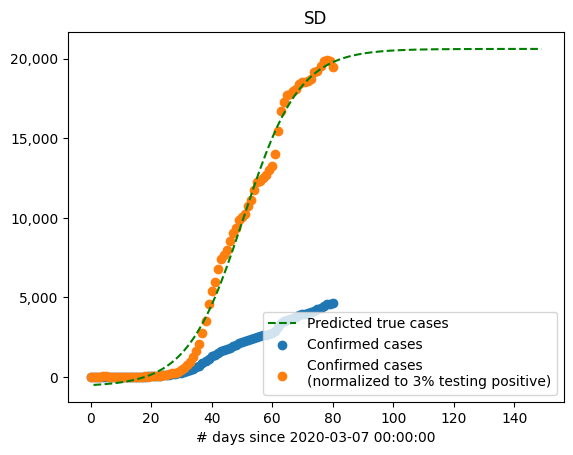 SD
20,000
15,000
10,000
5,000
0
Predicted true cases
Confirmed cases
Confirmed cases
(normalized to 3% testing positive)
0 20 40 60 80 100 120 140
# days since 2020-03-07 00:00:00